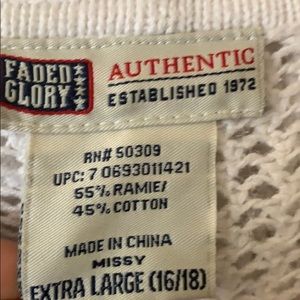 FADED
GLORY
AUTHENTIC
ESTABLISHED 1972
RN# 50309
UPC: 7 0693011421
55% RAMIE/
45% COTTON
MADE IN CHINA
MISSY
EXTRA LARGE (16/18)